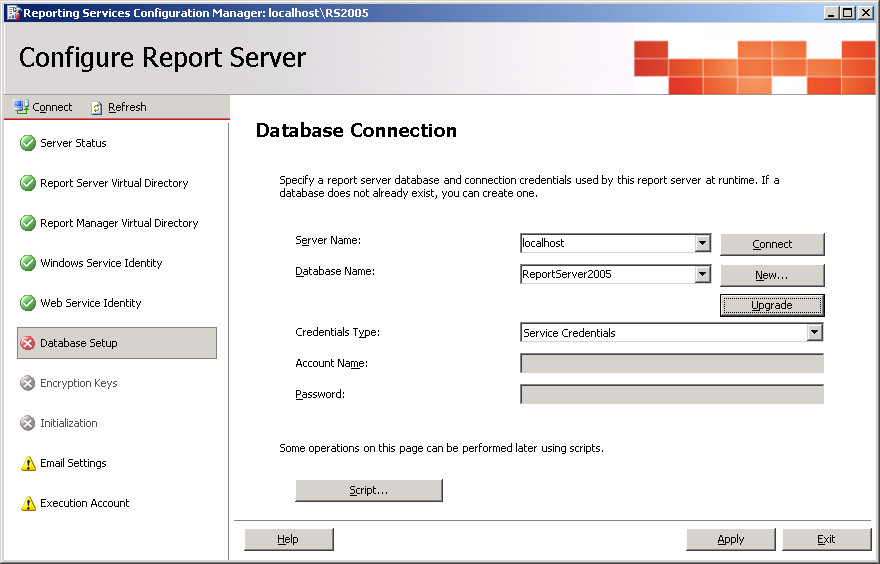 Reporting Services Configuration Manager: localhost\RS2005
Configure Report Server
Connect Refresh
Server Status
Report Server Virtual Directory
Report Manager Virtual Directory
Windows Service Identity
Web Service Identity
Database Setup
Encryption Keys
Initialization
Email Settings
Execution Account
Database Connection
Specify a report server database and connection credentials used by this report server at runtime. If a
database does not already exist, you can create one.
Server Name: localhost Connect
Database Name: ReportServer2005 New...
Upgrade
Credentials Type: Service Credentials
Account Name:
Password:
Some operations on this page can be performed later using scripts.
Script...
Help Apply Exit